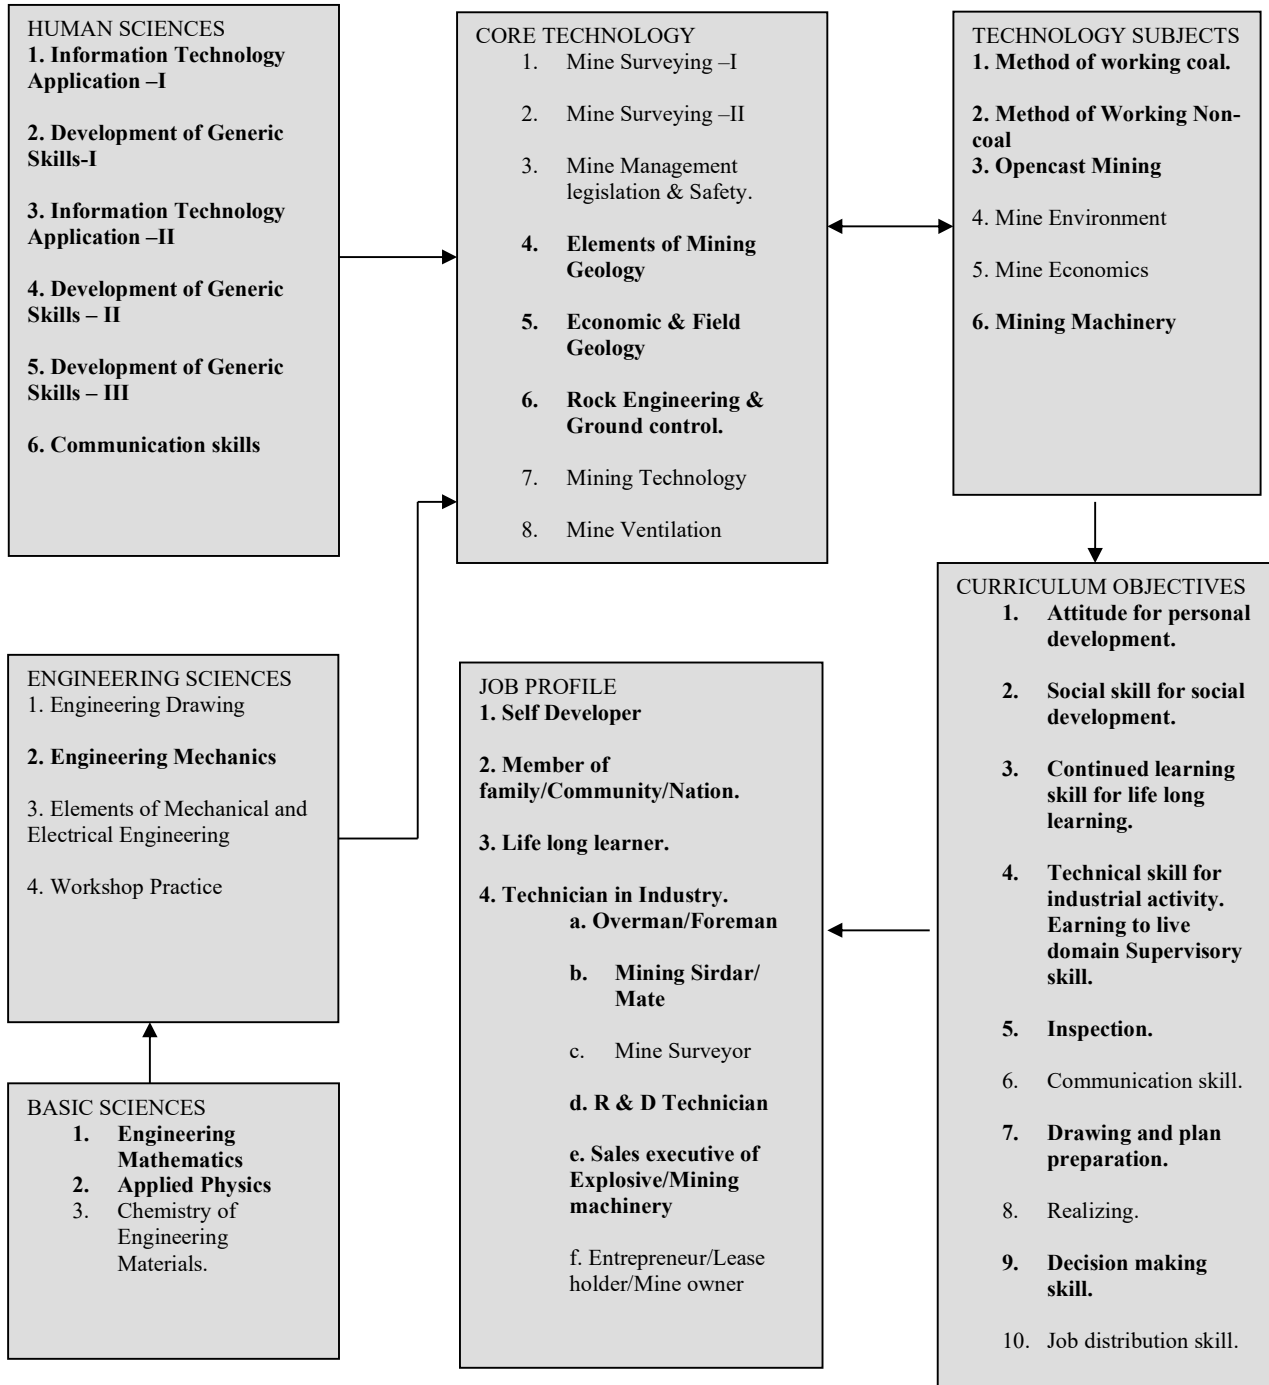 HUMAN SCIENCES
1. Information Technology
Application –I
2. Development of Generic
Skills-I
3. Information Technology
Application –II
4. Development of Generic
Skills – II
5. Development of Generic
Skills – III
6. Communication skills
CORE TECHNOLOGY
1. Mine Surveying –I
2. Mine Surveying –II
3. Mine Management
legislation & Safety.
4. Elements of Mining
Geology
5. Economic & Field
Geology
6. Rock Engineering &
Ground control.
7. Mining Technology
8. Mine Ventilation
TECHNOLOGY SUBJECTS
1. Method of working coal.
2. Method of Working Non-
coal
3. Opencast Mining
4. Mine Environment
5. Mine Economics
6. Mining Machinery
ENGINEERING SCIENCES
1. Engineering Drawing
2. Engineering Mechanics
3. Elements of Mechanical and
Electrical Engineering
4. Workshop Practice
BASIC SCIENCES
1. Engineering
Mathematics
2. Applied Physics
3. Chemistry of
Engineering
Materials.
JOB PROFILE
1. Self Developer
2. Member of
family/Community/Nation.
3. Life long learner.
4. Technician in Industry.
a. Overman/Foreman
b. Mining Sirdar/
Mate
c. Mine Surveyor
d. R & D Technician
e. Sales executive of
Explosive/Mining
machinery
f. Entrepreneur/Lease
holder/Mine owner
CURRICULUM OBJECTIVES
1. Attitude for personal
development.
2. Social skill for social
development.
3. Continued learning
skill for life long
learning.
4. Technical skill for
industrial activity.
Earning to live
domain Supervisory
skill.
5. Inspection.
6. Communication skill.
7. Drawing and plan
preparation.
8. Realizing.
9. Decision making
skill.
10. Job distribution skill.